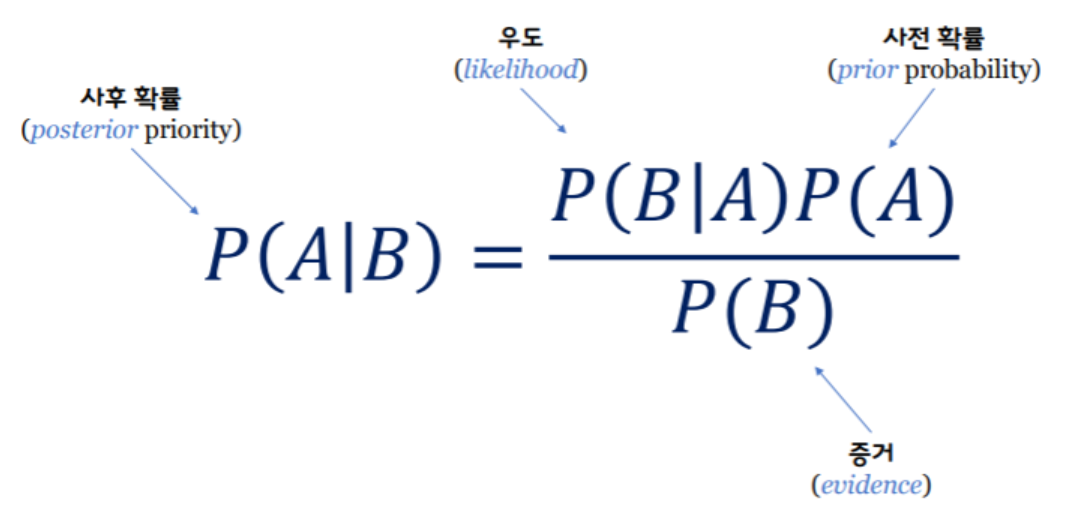 우도
(likelihood)
사전 확률
(prior probability)
사후 확률
(posterior priority)
P(A|B) = P(B|A)P(A)
P(B)
증거
(evidence)